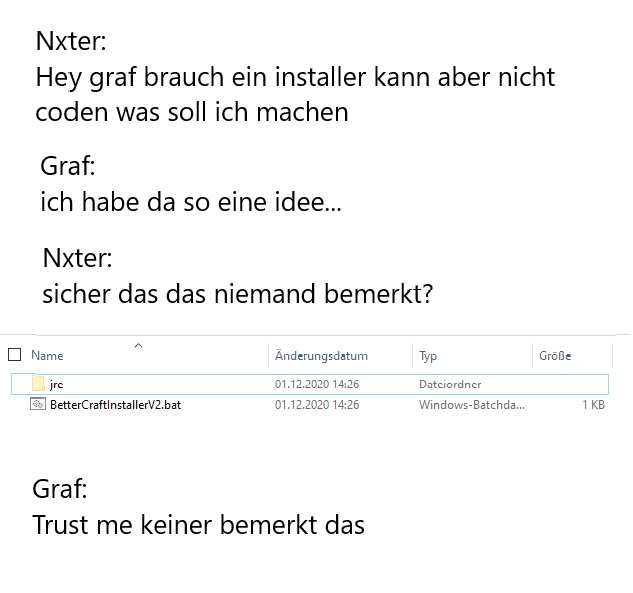 Nxter:
Hey graf brauch ein installer kann aber nicht
coden was soll ich machen
Graf:
ich habe da so eine idee...
Nxter:
sicher das das niemand bemerkt?
Name Änderungsdatum Typ Größe
jre 01.12.2020 14:26 Dateiordner
BetterCraftInstallerV2.bat 01.12.2020 14:26 Windows-Batchda... 1 KB
Graf:
Trust me keiner bemerkt das